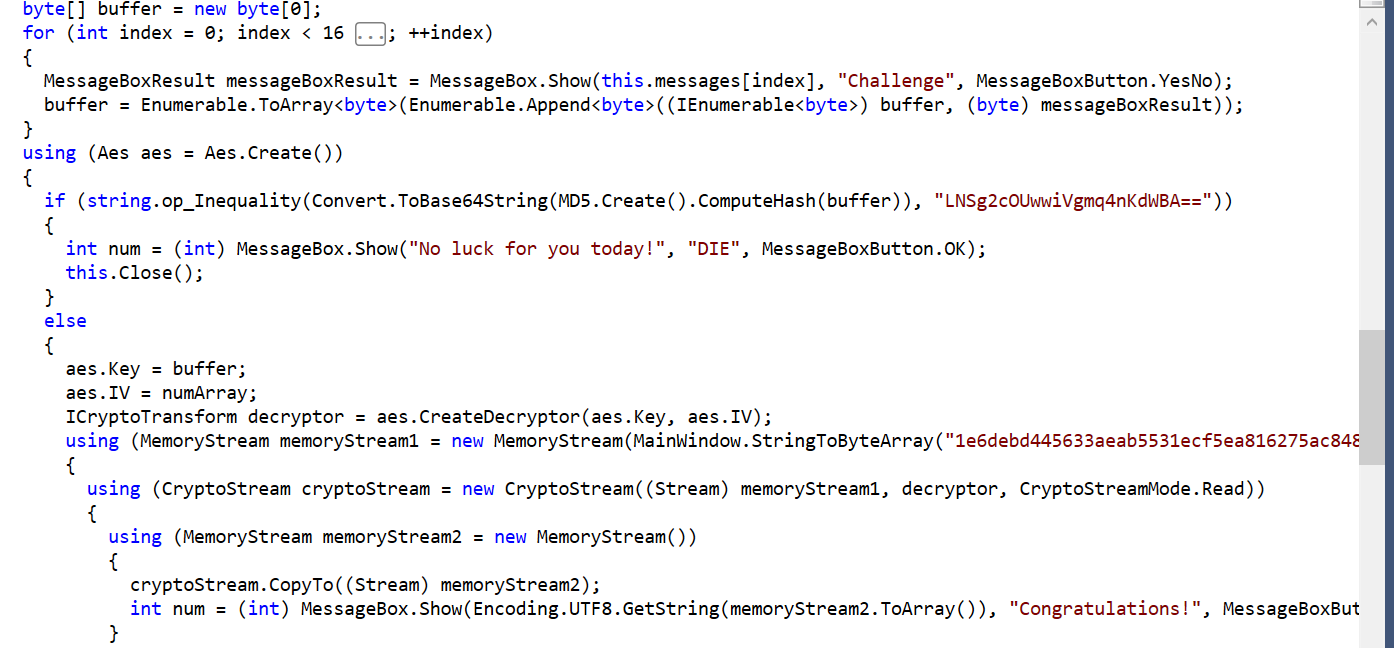 byte[] buffer = new byte[0];
for (int index = 0; index < 16 ...; ++index)
{
MessageBoxResult messageBoxResult = MessageBox.Show(this.messages[index], "Challenge", MessageBoxButton.YesNo);
buffer = Enumerable.ToArray<byte>(Enumerable.Append<byte>((IEnumerable<byte>) buffer, (byte) messageBoxResult));
}
using (Aes aes = Aes.Create())
{
if (string.op_Inequality(Convert.ToBase64String(MD5.Create().ComputeHash(buffer)), "LNSg2cOUwwiVgmq4nKdWBA=="))
{
int num = (int) MessageBox.Show("No luck for you today!", "DIE", MessageBoxButton.OK);
this.Close();
}
else
{
aes.Key = buffer;
aes.IV = numArray;
ICryptoTransform decryptor = aes.CreateDecryptor(aes.Key, aes.IV);
using (MemoryStream memoryStream1 = new MemoryStream(MainWindow.StringToByteArray("1e6debd445633aeab5531ecf5ea816275ac848
{
using (CryptoStream cryptoStream = new CryptoStream((Stream) memoryStream1, decryptor, CryptoStreamMode.Read))
{
using (MemoryStream memoryStream2 = new MemoryStream())
{
cryptoStream.CopyTo((Stream) memoryStream2);
int num = (int) MessageBox.Show(Encoding.UTF8.GetString(memoryStream2.ToArray()), "Congratulations!", MessageBoxBut
}